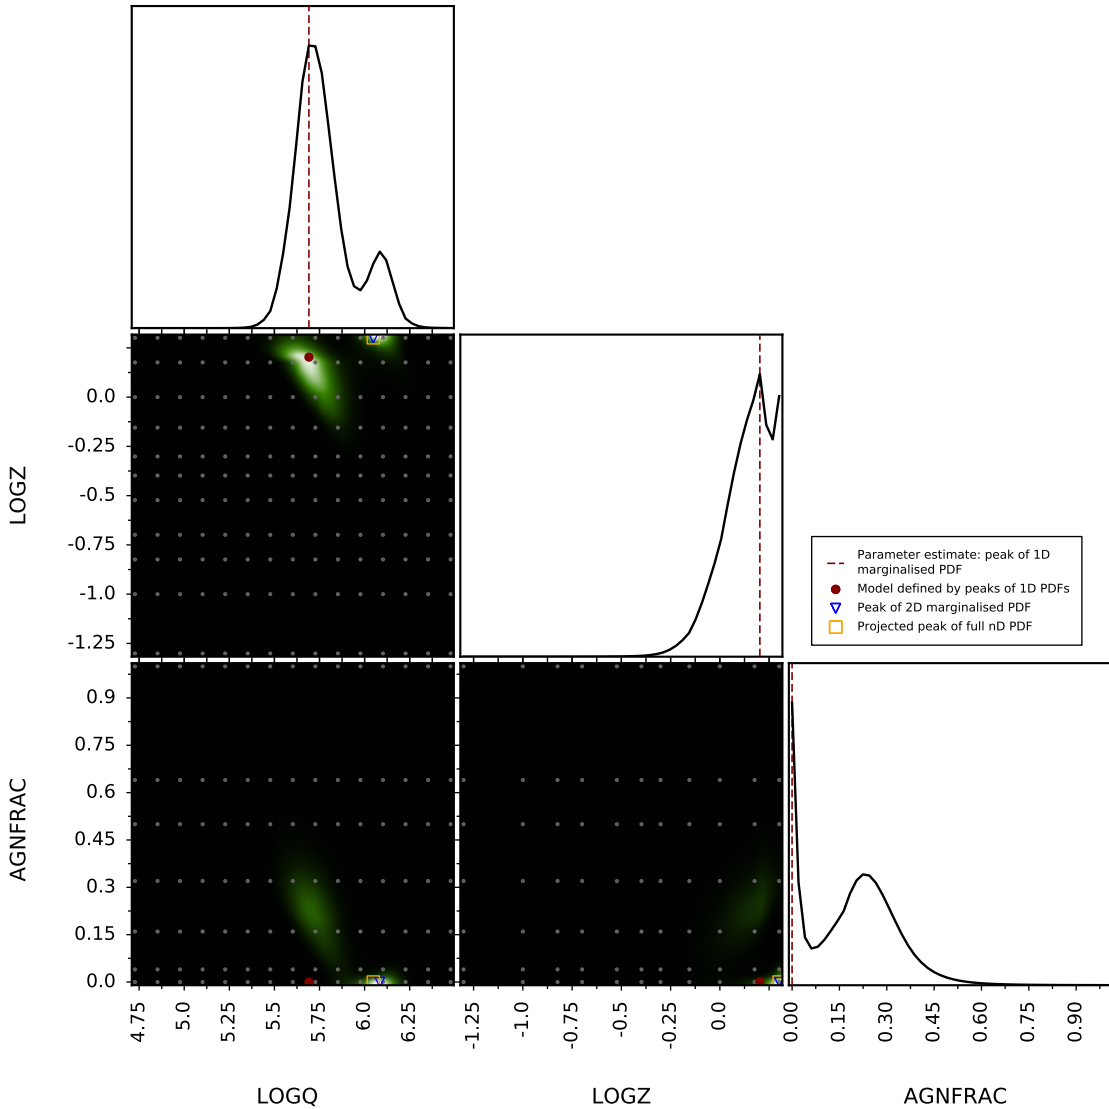 LOGZ
0.0
-0.25
-0.5
-0.75
-1.0
-1.25
Parameter estimate: peak of 1D
marginalised PDF
Model defined by peaks of 1D PDFs
Peak of 2D marginalised PDF
Projected peak of full nD PDF
AGNFRAC
0.9
0.75
0.6
0.45
0.3
0.15
0.0
4.75 5.0 5.25 5.5 5.75 6.0 6.25
-1.25 -1.0 -0.75 -0.5 -0.25 0.0
0.00 0.15 0.30 0.45 0.60 0.75 0.90
LOGQ LOGZ AGNFRAC